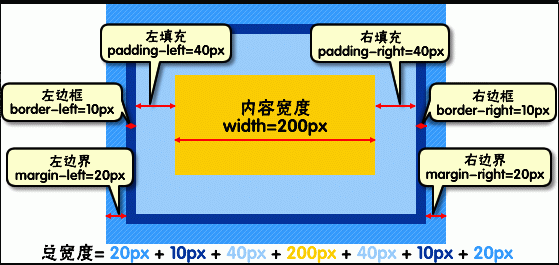 左填充
padding-left=40px
右填充
padding-right=40px
左边框
border-left=10px
内容宽度
width=200px
右边框
border-right=10px
左边界
margin-left=20px
右边界
margin-right=20px
总宽度= 20px + 10px + 40px + 200px + 40px + 10px + 20px